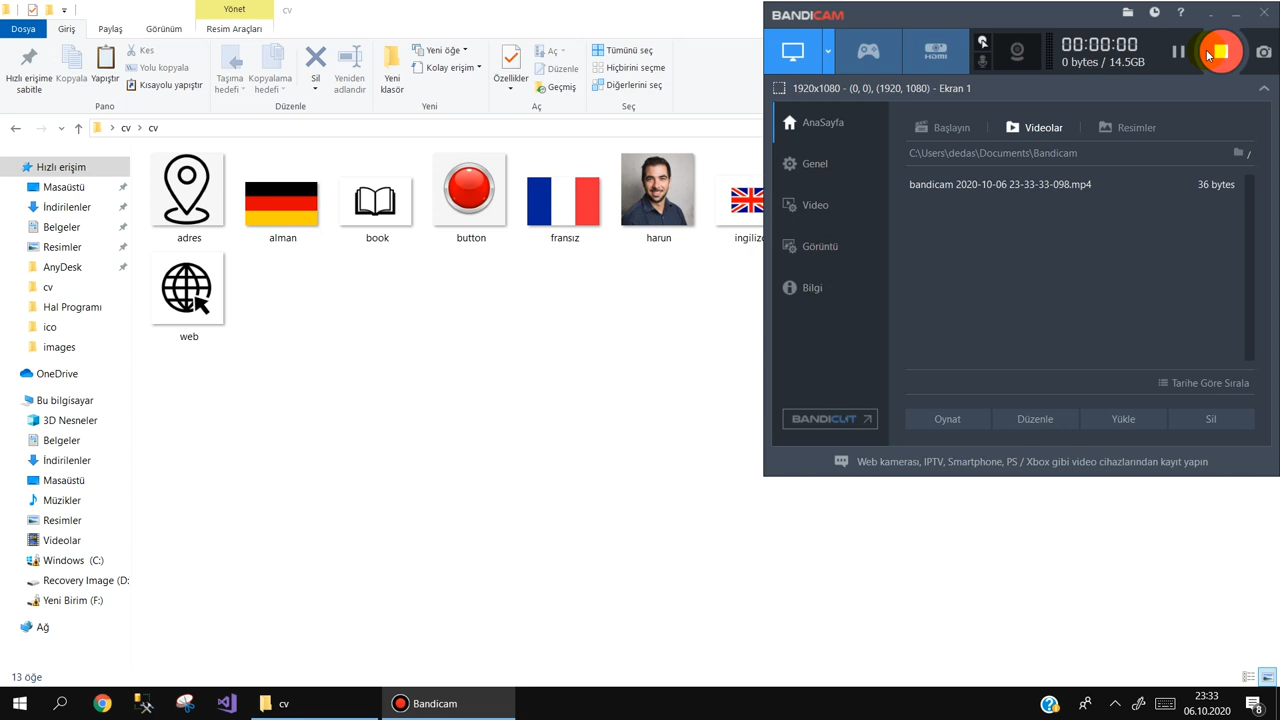 Yönet
cv
Dosya
Giriş
Paylaş
Görünüm
Resim Araçları
Hızlı erişime sabitle
Kopyala
Yapıştır
Kes
Yolu kopyala
Kısayolu yapıştır
Pano
Taşıma hedefi
Kopyalama hedefi
Sil
Yeniden adlandır
Düzenle
Yeni klasör
Yeni öğe
Kolay erişim
Yeni
Özellikler
Aç
Düzenle
Geçmiş
Aç
Tümünü seç
Hiçbirini seçme
Diğerlerini seç
Seç
cv
cv
Hızlı erişim
Masaüstü
İndirilenler
Belgeler
Resimler
AnyDesk
cv
Hal Programı
ico
images
OneDrive
Bu bilgisayar
3D Nesneler
Belgeler
İndirilenler
Masaüstü
Müzikler
Resimler
Videolar
Windows (C:)
Recovery Image (D:
Yeni Birim (F:)
Ağ
adres
alman
book
button
fransız
harun
web
13 öğe
BANDICAM
HDMI
00:00:00
0 bytes / 14.5GB
1920x1080 - (0, 0), (1920, 1080) - Ekran 1
AnaSayfa
Genel
Video
Görüntü
Bilgi
BANDICUT
Başlayın
Videolar
Resimler
C:\Users\dedas\Documents\Bandicam
/
bandicam 2020-10-06 23-33-33-098.mp4
36 bytes
Tarihe Göre Sırala
Oynat
Düzenle
Yükle
Sil
Web kamerası, IPTV, Smartphone, PS / Xbox gibi video cihazlarından kayıt yapın
cv
Bandicam
23:33
06.10.2020
8